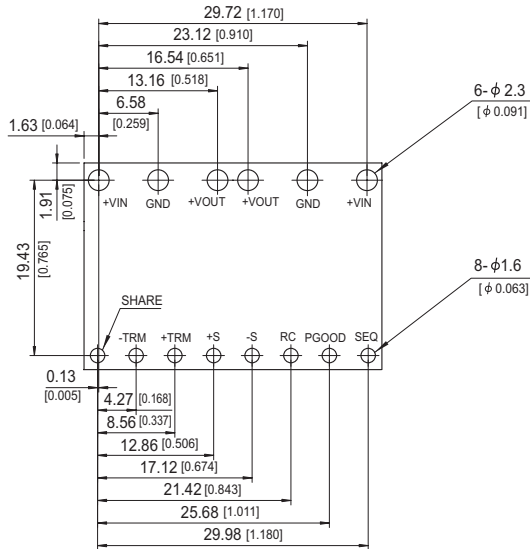 29.72 [1.170]
23.12 [0.910]
16.54 [0.651]
13.16 [0.518]
6.58
[0.259]
1.63 [0.064]
6-ϕ2.3
[ϕ0.091]
1.91
[0.075]
+VIN GND +VOUT +VOUT GND +VIN
19.43
[0.765]
8-ϕ1.6
[ϕ0.063]
SHARE
-TRM +TRM +S -S RC PGOOD SEQ
0.13
[0.005]
4.27 [0.168]
8.56 [0.337]
12.86 [0.506]
17.12 [0.674]
21.42 [0.843]
25.68 [1.011]
29.98 [1.180]